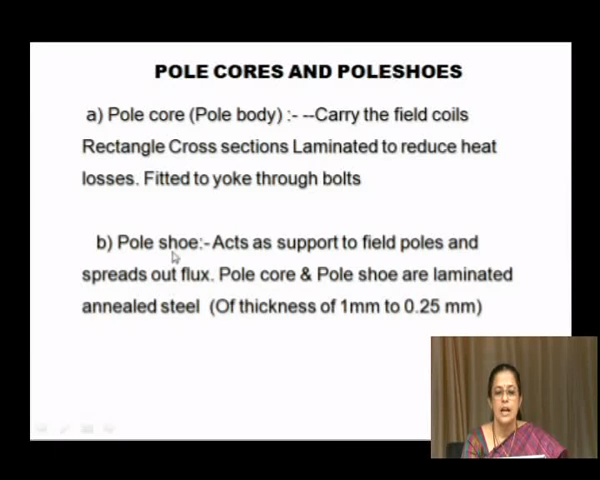 POLE CORES AND POLESHOES
a) Pole core (Pole body) :- --Carry the field coils
Rectangle Cross sections Laminated to reduce heat
losses. Fitted to yoke through bolts
b) Pole shoe:- Acts as support to field poles and
spreads out flux. Pole core & Pole shoe are laminated
annealed steel (Of thickness of 1mm to 0.25 mm)